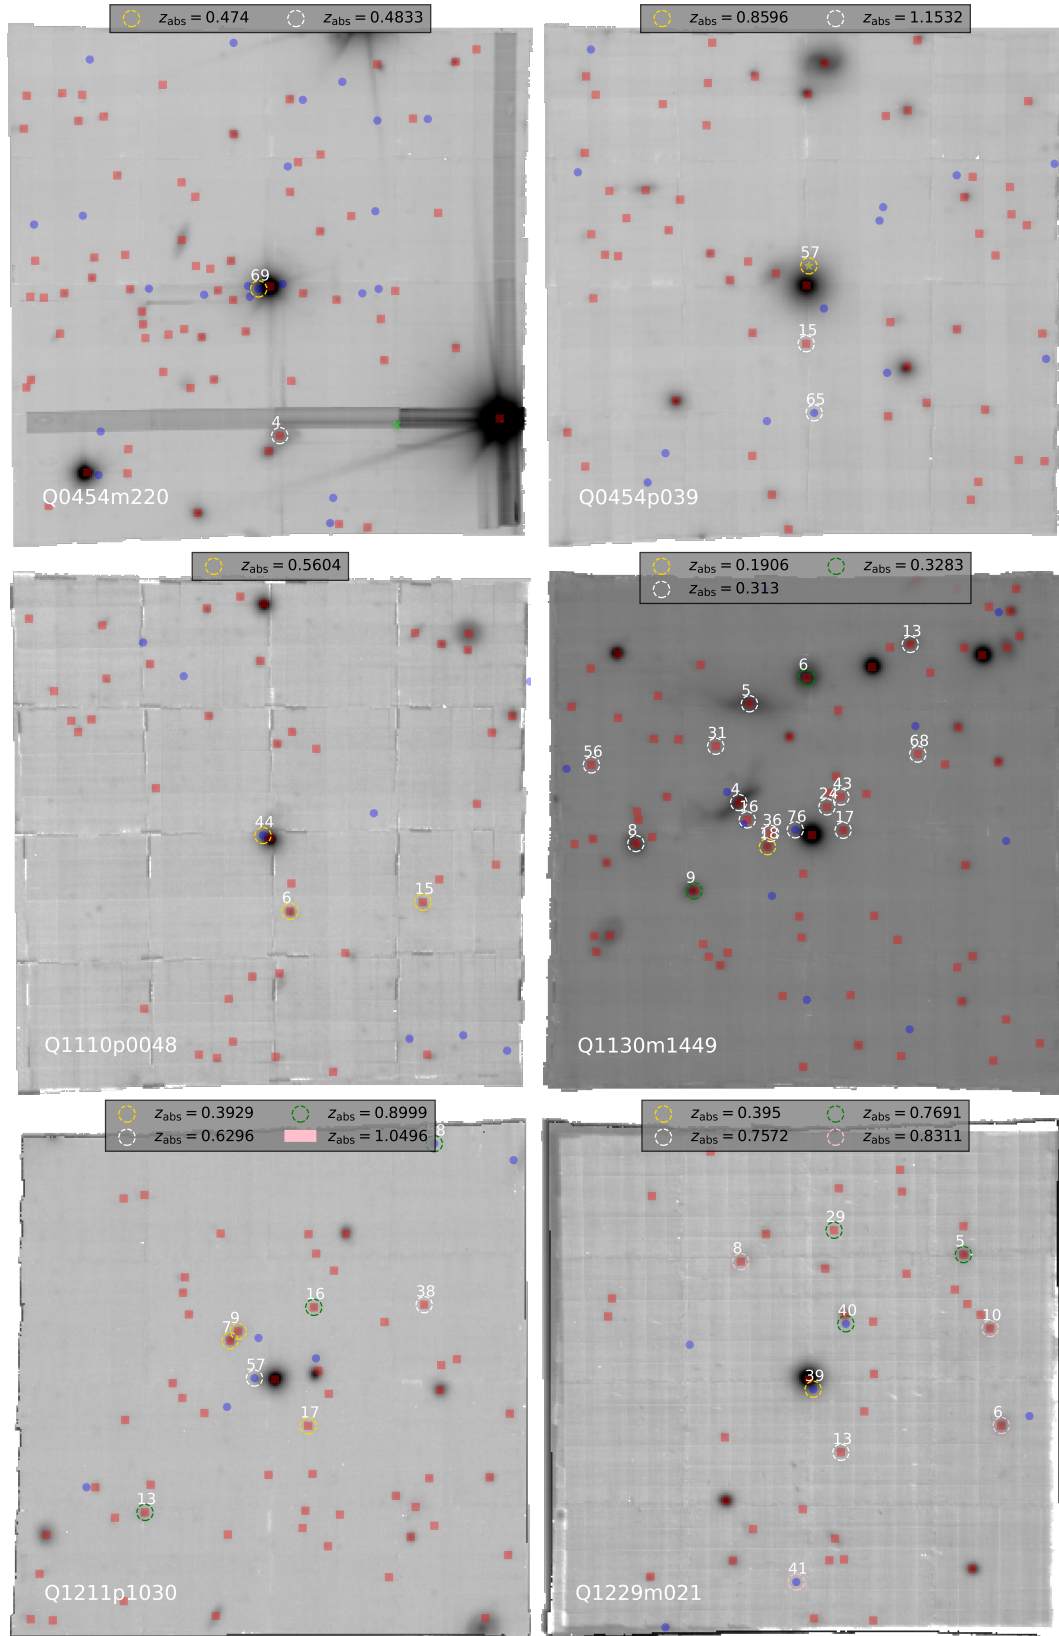 z_abs = 0.474 z_abs = 0.4833
69
4
Q0454m220
z_abs = 0.8596 z_abs = 1.1532
57
15
65
Q0454p039
z_abs = 0.5604
44
6
15
Q1110p0048
z_abs = 0.1906 z_abs = 0.3283
z_abs = 0.313
13
6
5
31
68
56
4
43
24
16
36
76
17
18
8
9
Q1130m1449
z_abs = 0.3929 z_abs = 0.8999
z_abs = 0.6296 z_abs = 1.0496
16
38
9
7
57
17
13
Q1211p1030
z_abs = 0.395 z_abs = 0.7691
z_abs = 0.7572 z_abs = 0.8311
29
5
8
40
10
39
6
13
41
Q1229m021